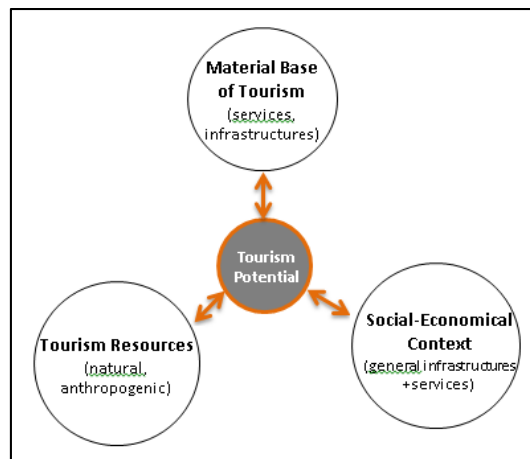 Material Base
of Tourism
(services,
infrastructures)
Tourism
Potential
Tourism Resources
(natural,
anthropogenic)
Social-Economical
Context
(general infrastructures
+services)